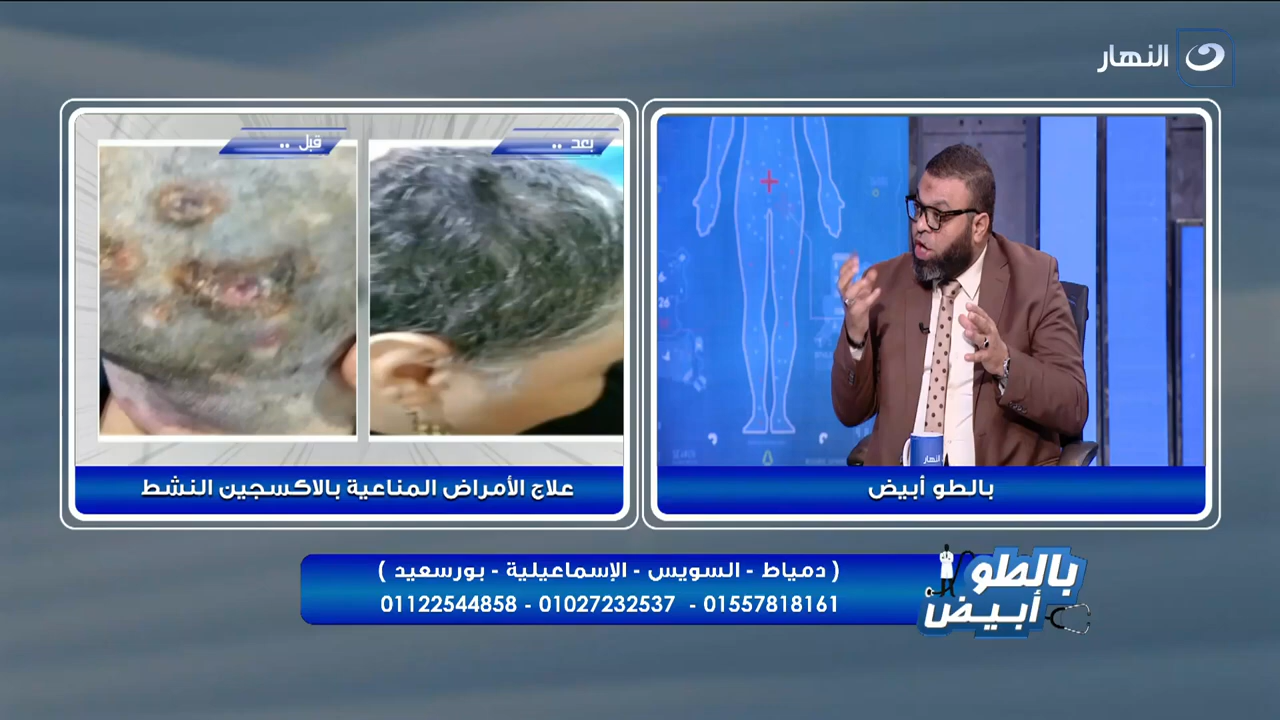 النهار
بعد ..
قبل ..
انهار
بالطو أبيض
علاج الأمراض المناعية بالاكسجين النشط
بالطو
أبيض
( دمياط - السويس - الإسماعيلية - بورسعيد )
01557818161 - 01027232537 - 01122544858